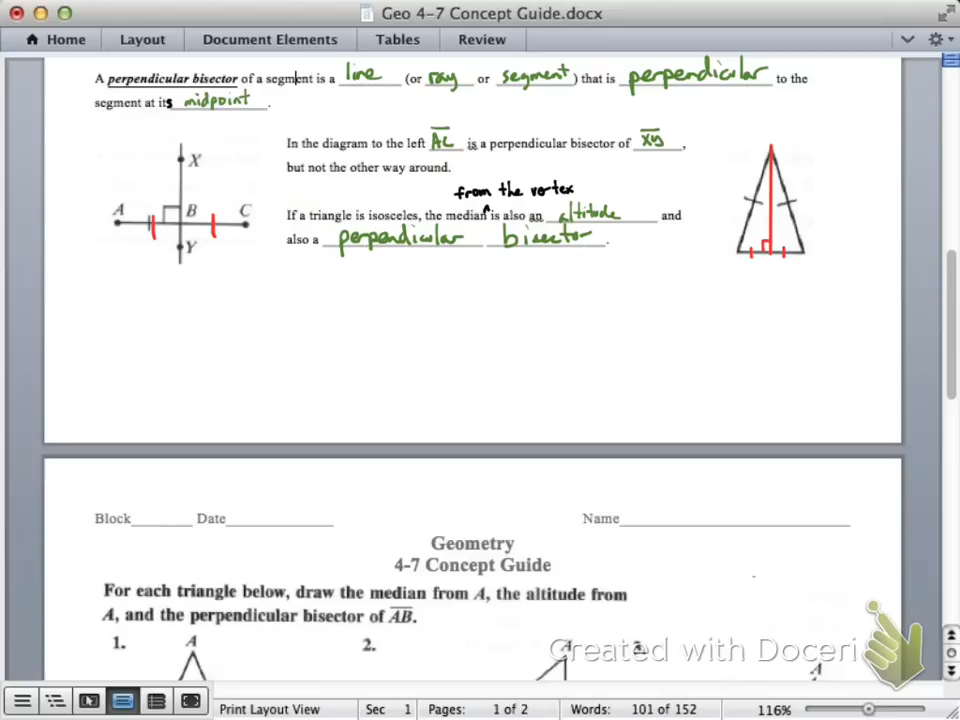 Geo 4-7 Concept Guide.docx
Home Layout Document Elements Tables Review
A perpendicular bisector of a segment is a line (or ray or segment) that is perpendicular to the
segment at its midpoint.
In the diagram to the left AC is a perpendicular bisector of XY,
but not the other way around.
from the vertex
If a triangle is isosceles, the median ^ is also an altitude and
also a perpendicular bisector.
X
A B C
Y
Block______ Date__________ Name______________________
Geometry
4-7 Concept Guide
For each triangle below, draw the median from A, the altitude from
A, and the perpendicular bisector of AB.
1. A 2. A 3. A
Created with Doceri
Print Layout View Sec 1 Pages: 1 of 2 Words: 101 of 152 116%